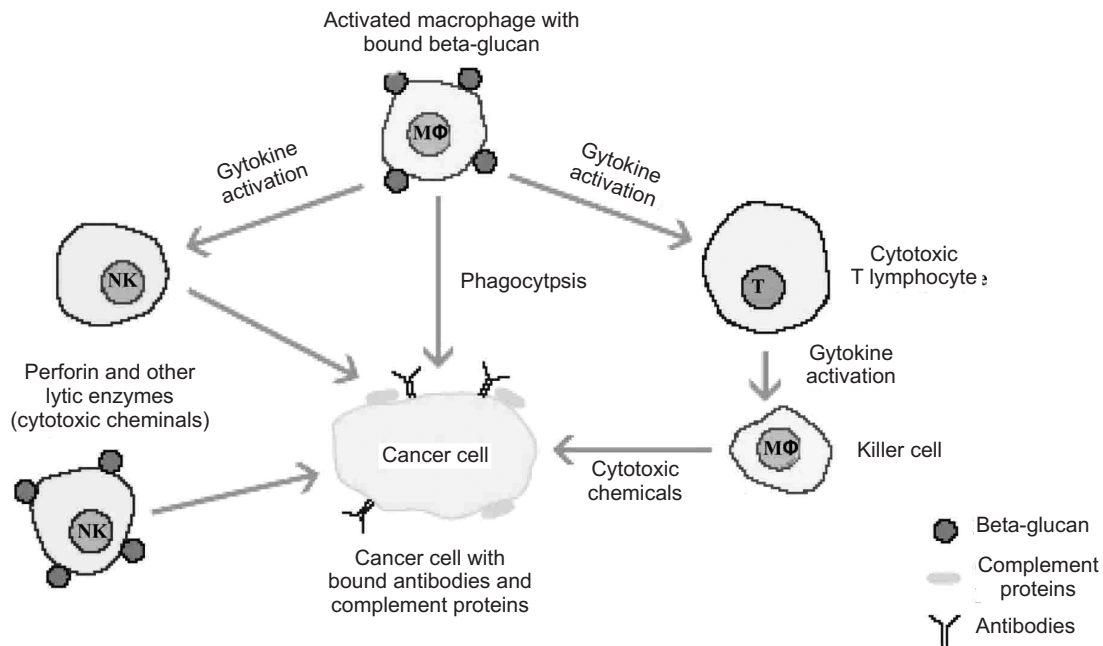 Activated macrophage with
bound beta-glucan
MΦ
Gytokine
activation
Gytokine
activation
NK
Phagocytpsis
T
Cytotoxic
T lymphocyte
Perforin and other
lytic enzymes
(cytotoxic cheminals)
Gytokine
activation
Cancer cell
MΦ
Killer cell
Cytotoxic
chemicals
NK
Cancer cell with
bound antibodies and
complement proteins
Beta-glucan
Complement
proteins
Antibodies